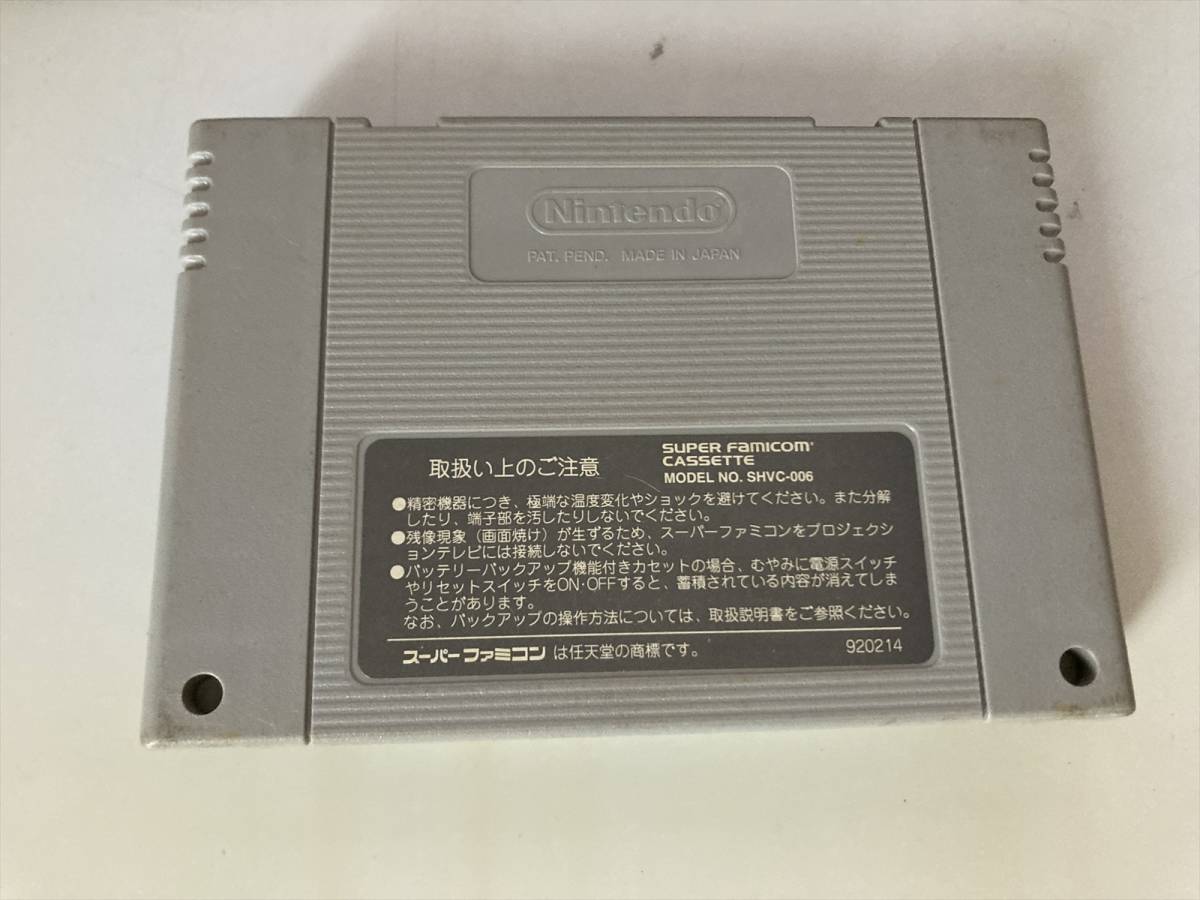 Nintendo
PAT. PEND. MADE IN JAPAN
取扱い上のご注意
SUPER FAMICOM
CASSETTE
MODEL NO. SHVC-006
●精密機器につき、極端な温度変化やショックを避けてください。また分解
したり、端子部を汚したりしないでください。
●残像現象（画面焼け）が生ずるため、スーパーファミコンをプロジェクシ
ョンテレビには接続しないでください。
●バッテリーバックアップ機能付きカセットの場合、むやみに電源スイッチ
やリセットスイッチをON・OFFすると、蓄積されている内容が消えてしま
うことがあります。
なお、バックアップの操作方法については、取扱説明書をご参照ください。
スーパーファミコン は任天堂の商標です。
920214